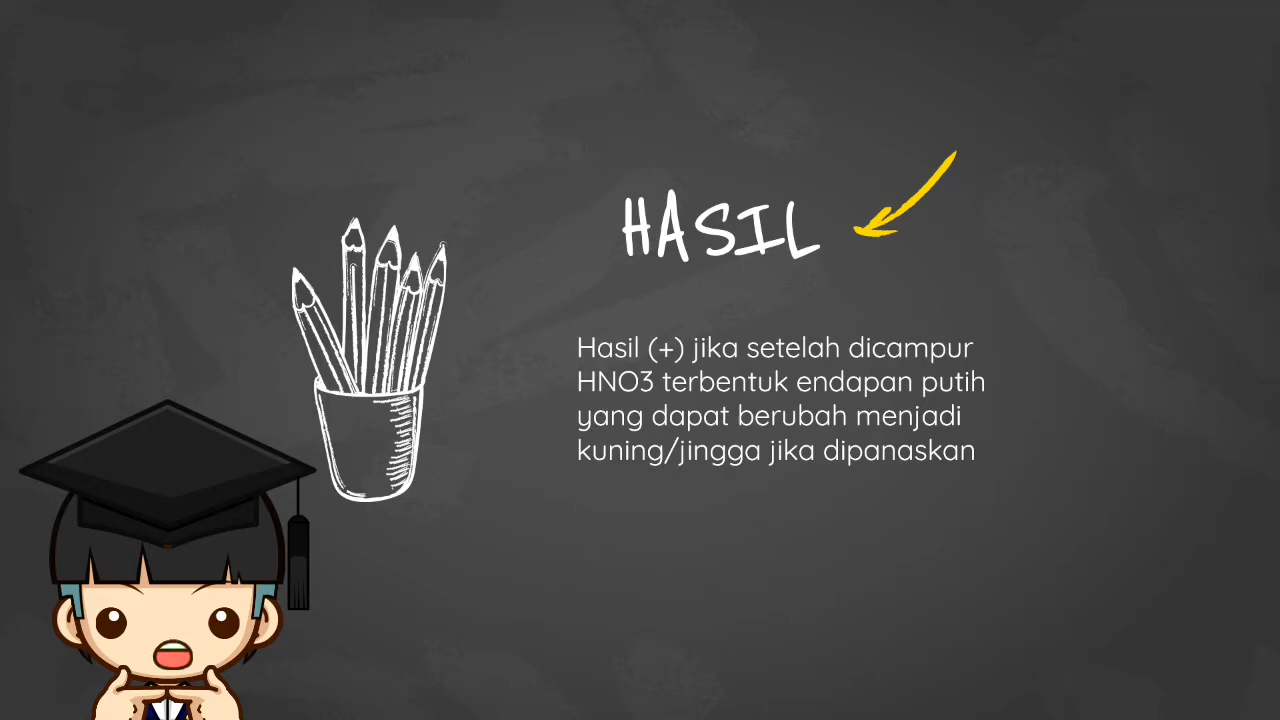 HASIL
Hasil (+) jika setelah dicampur
HNO3 terbentuk endapan putih
yang dapat berubah menjadi
kuning/jingga jika dipanaskan